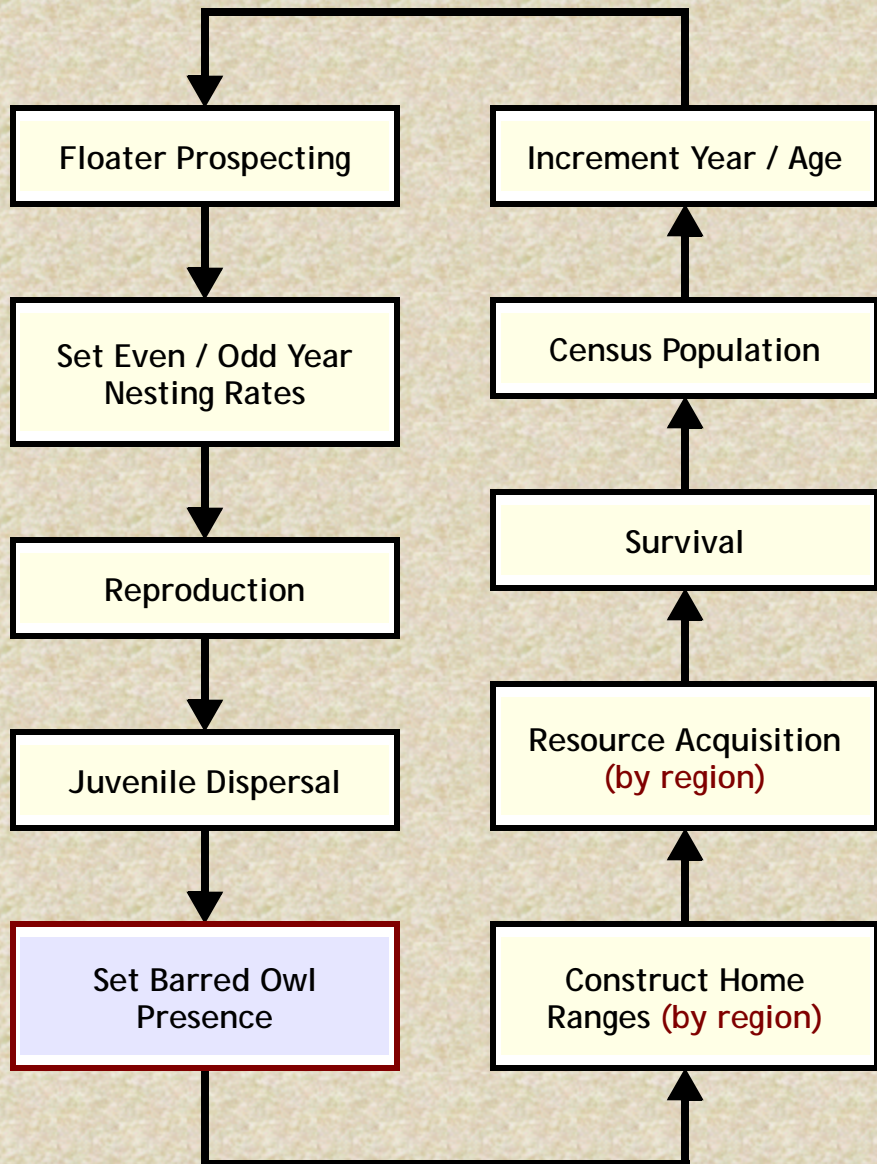 Floater Prospecting
Set Even / Odd Year
Nesting Rates
Reproduction
Juvenile Dispersal
Set Barred Owl
Presence
Increment Year / Age
Census Population
Survival
Resource Acquisition
(by region)
Construct Home
Ranges (by region)